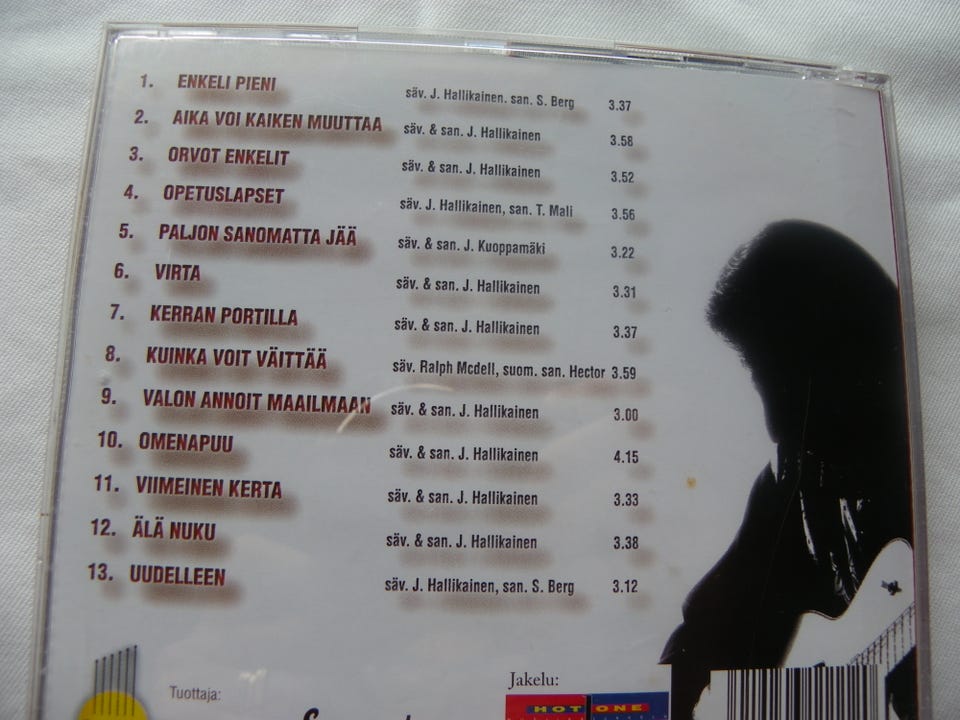 1. ENKELI PIENI säv. J. Hallikainen. san. S. Berg 3.37
2. AIKA VOI KAIKEN MUUTTAA säv. & san. J. Hallikainen 3.58
3. ORVOT ENKELIT säv. & san. J. Hallikainen 3.52
4. OPETUSLAPSET säv. J. Hallikainen, san. T. Mali 3.56
5. PALJON SANOMATTA JÄÄ säv. & san. J. Kuoppamäki 3.22
6. VIRTA säv. & san. J. Hallikainen 3.31
7. KERRAN PORTILLA säv. & san. J. Hallikainen 3.37
8. KUINKA VOIT VÄITTÄÄ säv. Ralph Mcdell, suom. san. Hector 3.59
9. VALON ANNOIT MAAILMAAN säv. & san. J. Hallikainen 3.00
10. OMENAPUU säv. & san. J. Hallikainen 4.15
11. VIIMEINEN KERTA säv. & san. J. Hallikainen 3.33
12. ÄLÄ NUKU säv. & san. J. Hallikainen 3.38
13. UUDELLEEN säv. J. Hallikainen, san. S. Berg 3.12
Tuottaja:
Jakelu:
HOT ONE